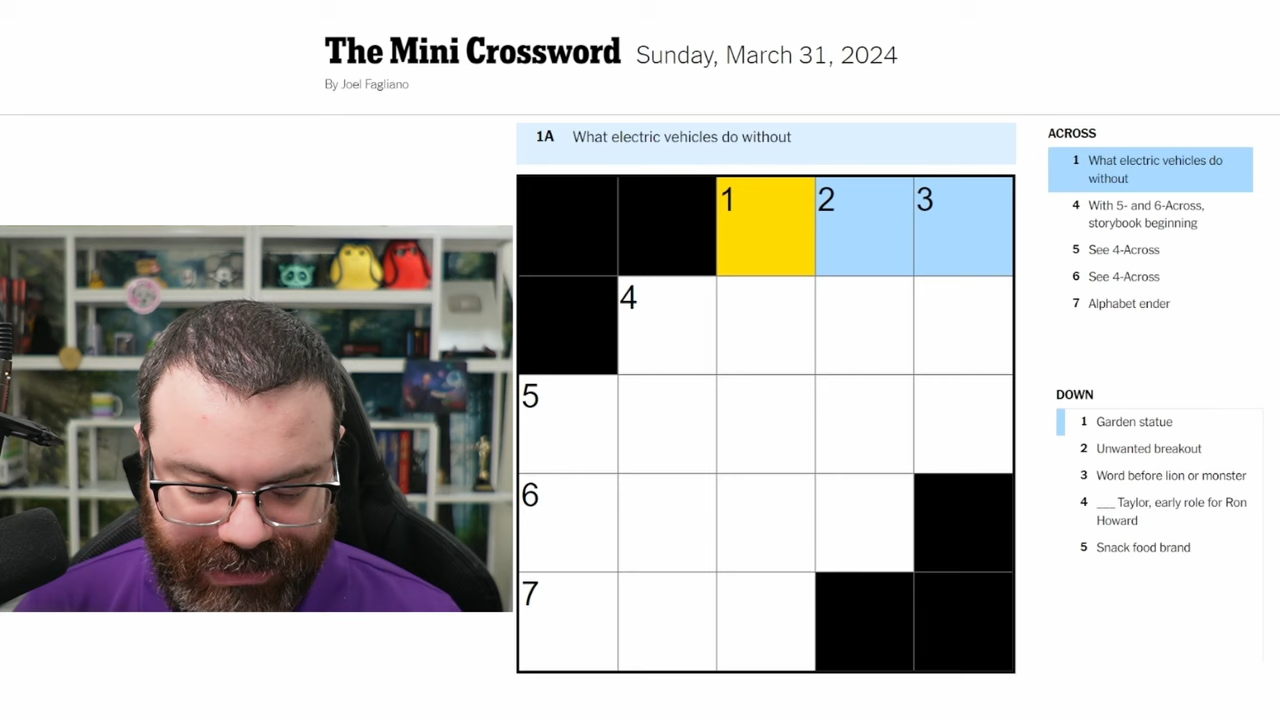 The Mini Crossword Sunday, March 31, 2024
By Joel Fagliano
1A What electric vehicles do without
1 2 3
4
5
6
7
ACROSS
1 What electric vehicles do
without
4 With 5- and 6-Across,
storybook beginning
5 See 4-Across
6 See 4-Across
7 Alphabet ender
DOWN
1 Garden statue
2 Unwanted breakout
3 Word before lion or monster
4 ___ Taylor, early role for Ron
Howard
5 Snack food brand